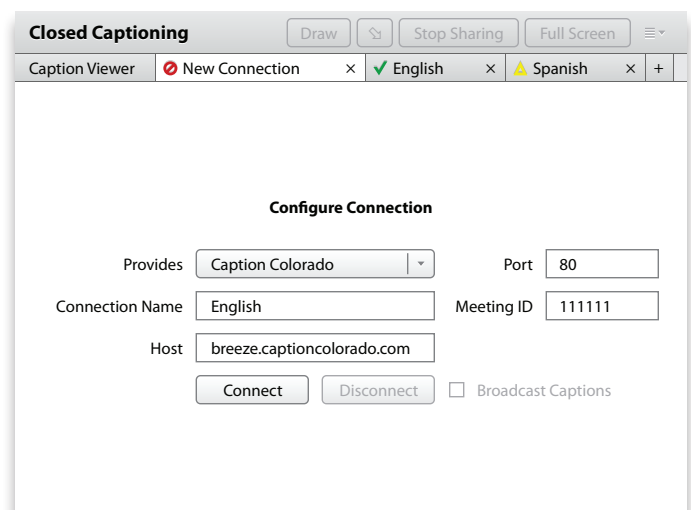 Closed Captioning Draw Stop Sharing Full Screen
Caption Viewer New Connection × English × Spanish × +
Configure Connection
Provides Caption Colorado Port 80
Connection Name English Meeting ID 111111
Host breeze.captioncolorado.com
Connect Disconnect Broadcast Captions